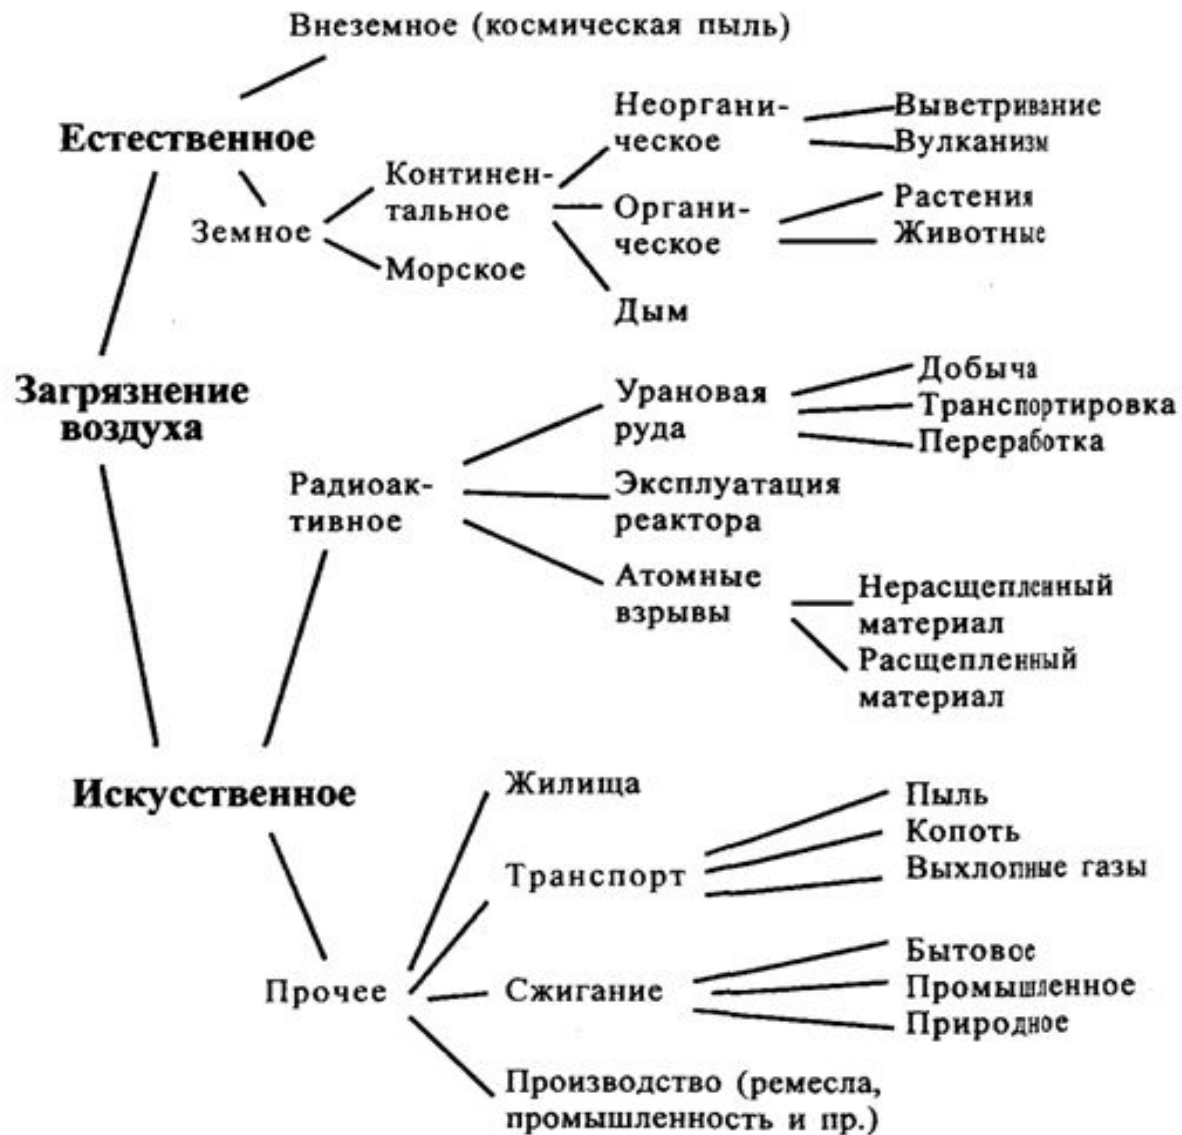 Внеземное (космическая пыль)
Естественное
Земное
Континен-
тальное
Морское
Неоргани-
ческое
Выветривание
Вулканизм
Органи-
ческое
Растения
Животные
Дым
Загрязнение
воздуха
Радиоак-
тивное
Урановая
руда
Добыча
Транспортировка
Переработка
Эксплуатация
реактора
Атомные
взрывы
Нерасщепленный
материал
Расщепленный
материал
Искусственное
Прочее
Жилища
Транспорт
Пыль
Копоть
Выхлопные газы
Сжигание
Бытовое
Промышленное
Природное
Производство (ремесла,
промышленность и пр.)